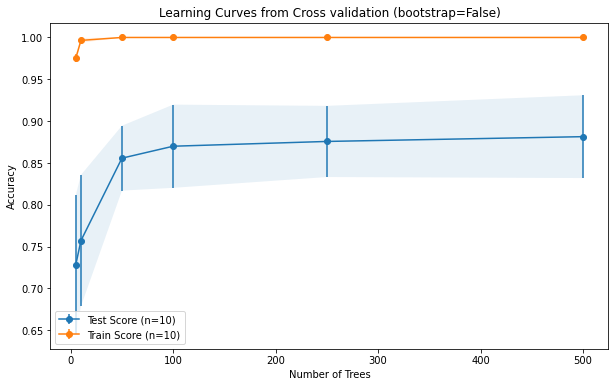 Learning Curves from Cross validation (bootstrap=False)
1.00
0.95
0.90
0.85
0.80
0.75
0.70
0.65
Accuracy
Test Score (n=10)
Train Score (n=10)
0 100 200 300 400 500
Number of Trees